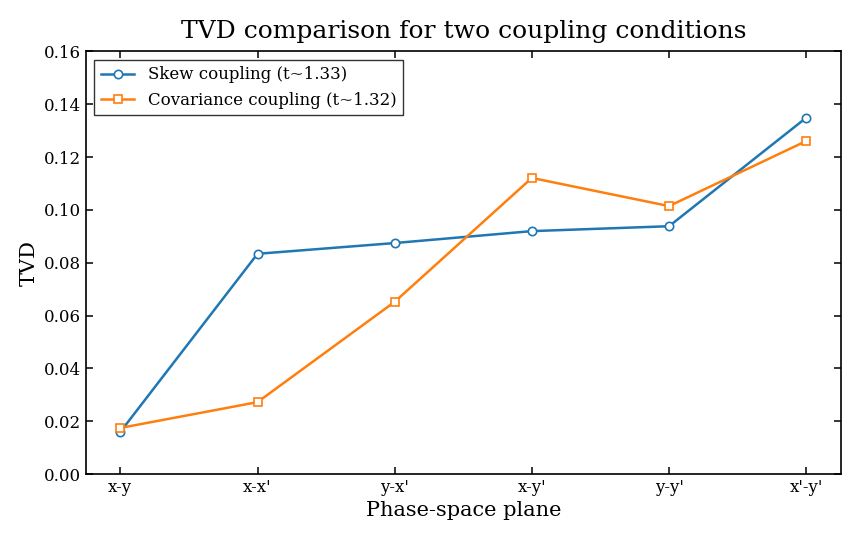 TVD comparison for two coupling conditions
Skew coupling (t~1.33)
Covariance coupling (t~1.32)
TVD
0.16
0.14
0.12
0.10
0.08
0.06
0.04
0.02
0.00
x-y x-x' y-x' x-y' y-y' x'-y'
Phase-space plane